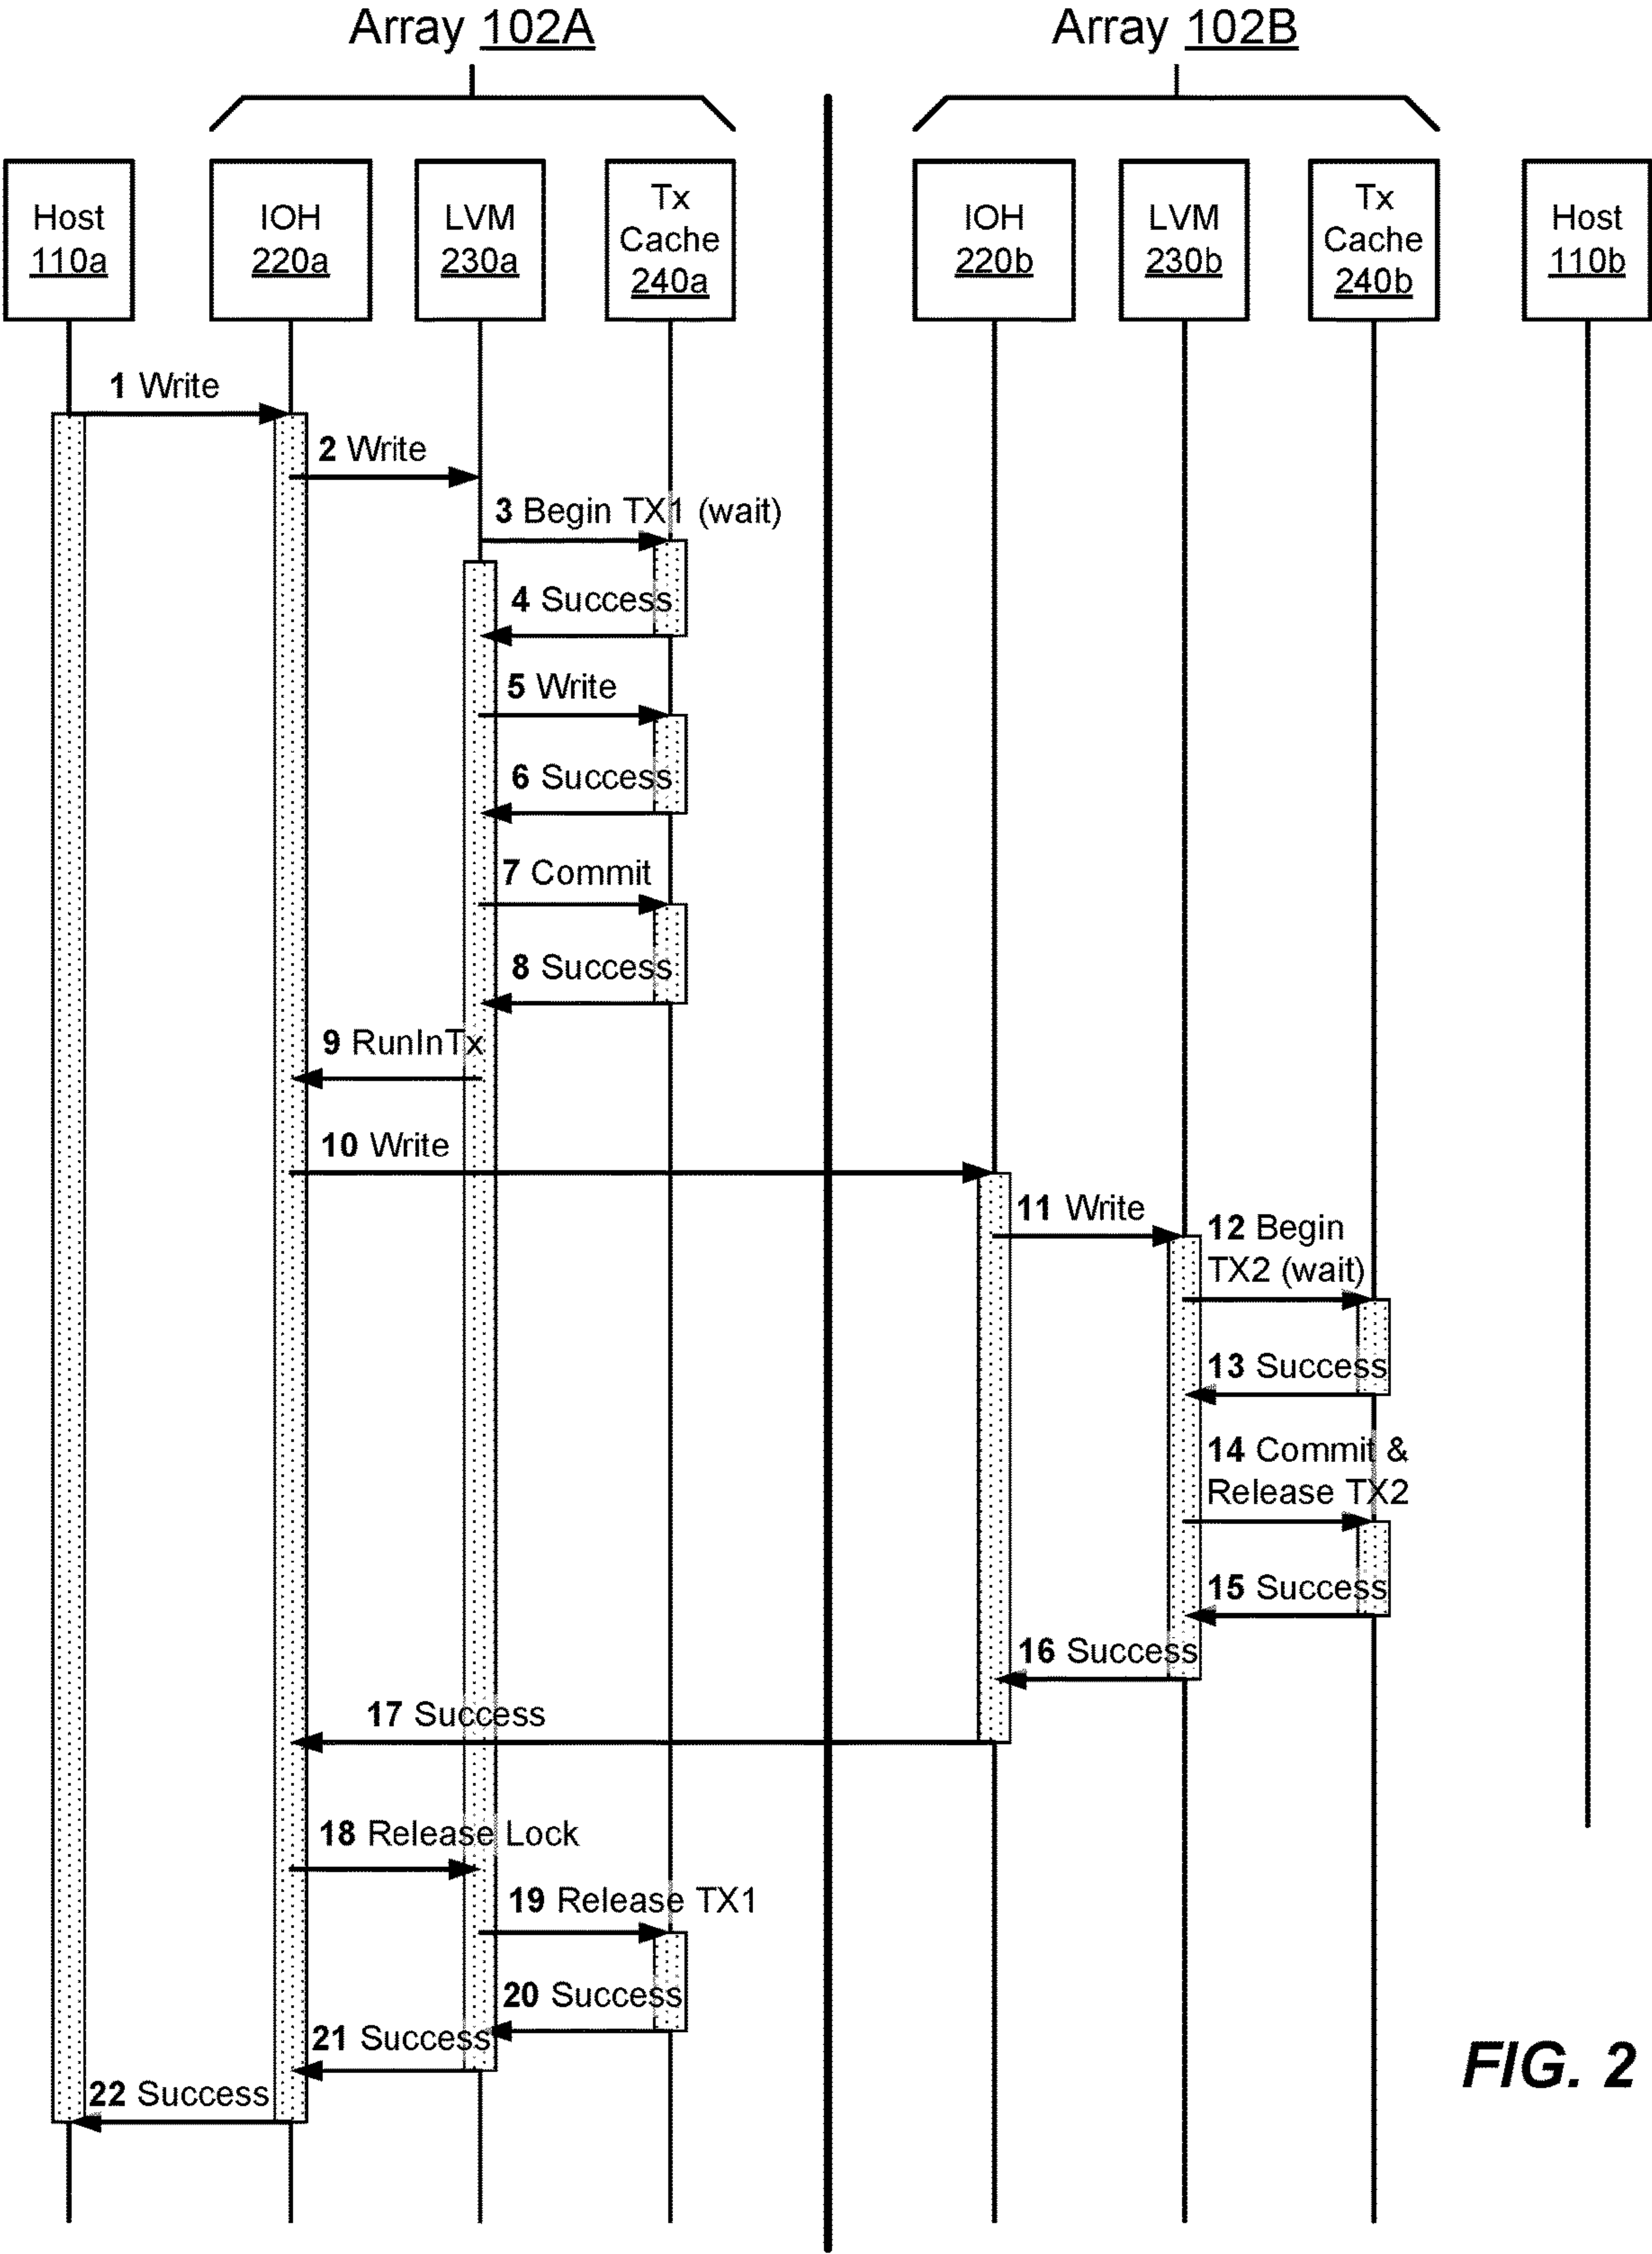 Array 102A
Array 102B
Host
110a
IOH
220a
LVM
230a
Tx
Cache
240a
IOH
220b
LVM
230b
Tx
Cache
240b
Host
110b
1 Write
2 Write
3 Begin TX1 (wait)
4 Success
5 Write
6 Success
7 Commit
8 Success
9 RunInTx
10 Write
11 Write
12 Begin
TX2 (wait)
13 Success
14 Commit &
Release TX2
15 Success
16 Success
17 Success
18 Release Lock
19 Release TX1
20 Success
21 Success
22 Success
FIG. 2